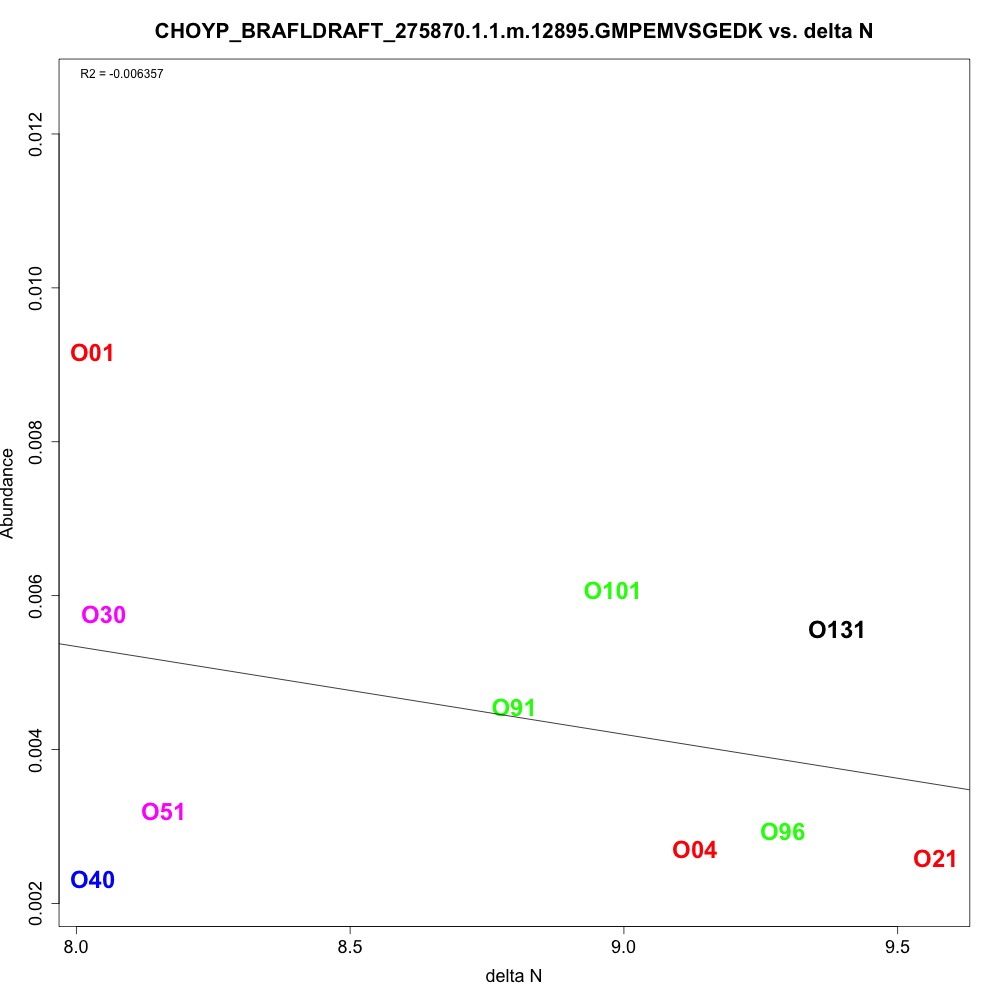 CHOYP_BRAFLDRAFT_275870.1.1.m.12895.GMPEMVSGEDK vs. delta N
R2 = -0.006357
0.012
0.010
O01
0.008
Abundance
0.006
O101
O30
O131
O91
0.004
O51
O96
O04
O21
O40
0.002
8.0 8.5 9.0 9.5
delta N